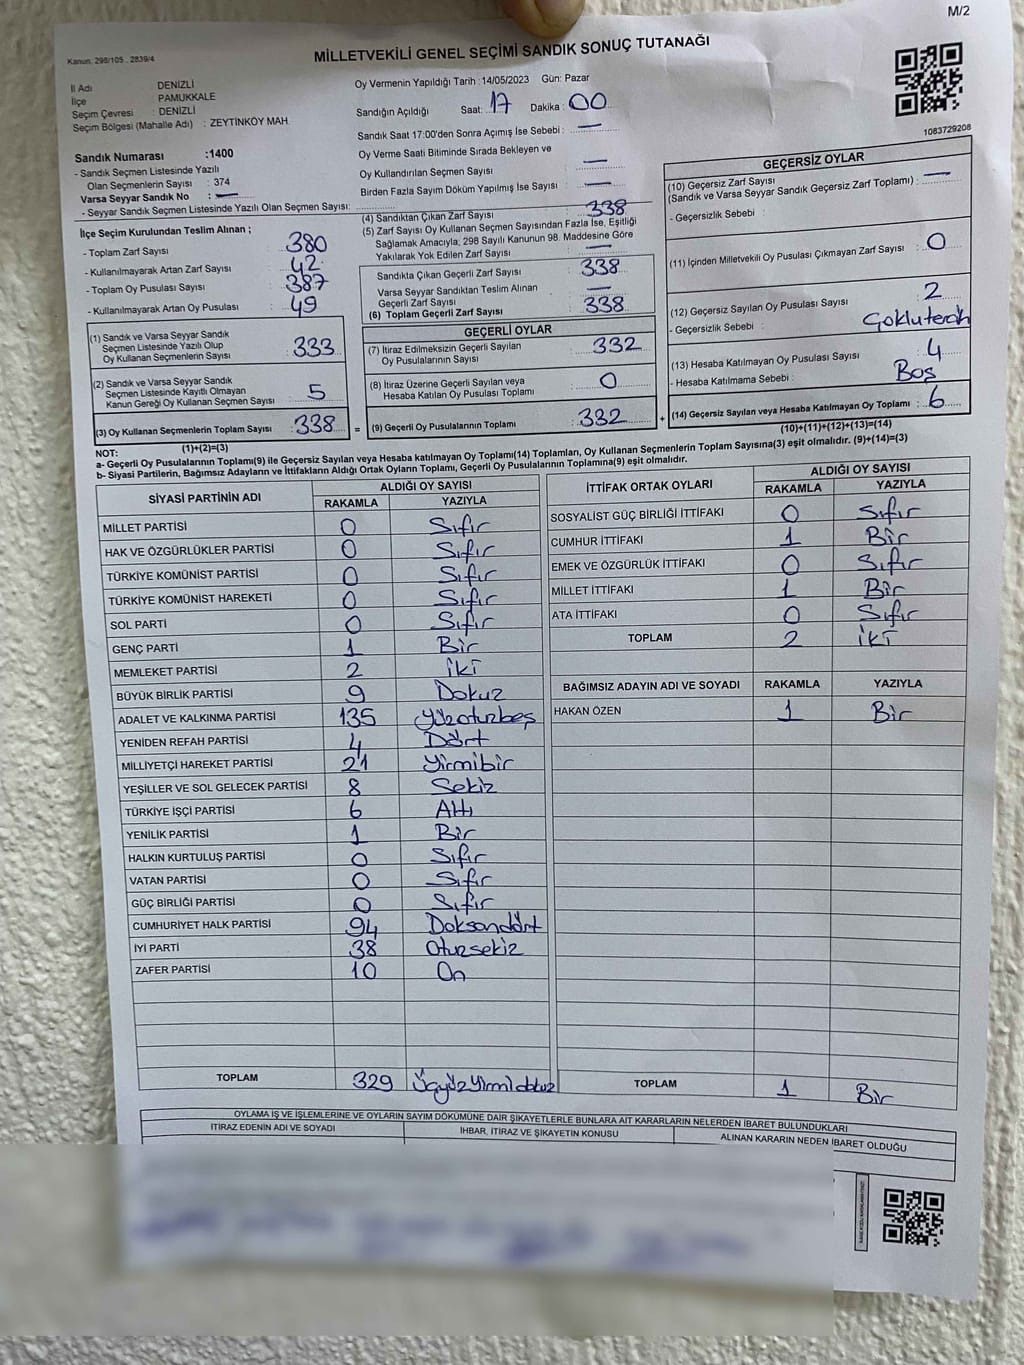 M/2
Kanun: 298/105 , 2839/4
MİLLETVEKİLİ GENEL SEÇİMİ SANDIK SONUÇ TUTANAĞI
İl Adı DENİZLİ
İlçe PAMUKKALE
Seçim Çevresi : DENİZLİ
Seçim Bölgesi (Mahalle Adı) : ZEYTİNKÖY MAH.
Oy Vermenin Yapıldığı Tarih : 14/05/2023 Gün: Pazar
Sandığın Açıldığı Saat: 17 Dakika : 00
Sandık Saat 17:00'den Sonra Açımış İse Sebebi : —
Oy Verme Saati Bitiminde Sırada Bekleyen ve
Oy Kullandırılan Seçmen Sayısı —
Birden Fazla Sayım Döküm Yapılmış İse Sayısı —
1083729208
Sandık Numarası :1400
- Sandık Seçmen Listesinde Yazılı
Olan Seçmenlerin Sayısı : 374
Varsa Seyyar Sandık No : —
- Seyyar Sandık Seçmen Listesinde Yazılı Olan Seçmen Sayısı:
İlçe Seçim Kurulundan Teslim Alınan ;
- Toplam Zarf Sayısı 380
- Kullanılmayarak Artan Zarf Sayısı 42
- Toplam Oy Pusulası Sayısı 387
- Kullanılmayarak Artan Oy Pusulası 49
(1) Sandık ve Varsa Seyyar Sandık
Seçmen Listesinde Yazılı Olup
Oy Kullanan Seçmenlerin Sayısı : 333
(2) Sandık ve Varsa Seyyar Sandık
Seçmen Listesinde Kayıtlı Olmayan
Kanun Gereği Oy Kullanan Seçmen Sayısı : 5
(3) Oy Kullanan Seçmenlerin Toplam Sayısı : 338 =
(1)+(2)=(3)
(4) Sandıktan Çıkan Zarf Sayısı 338
(5) Zarf Sayısı Oy Kullanan Seçmen Sayısından Fazla İse, Eşitliği
Sağlamak Amacıyla; 298 Sayılı Kanunun 98. Maddesine Göre
Yakılarak Yok Edilen Zarf Sayısı : —
Sandıkta Çıkan Geçerli Zarf Sayısı : 338
Varsa Seyyar Sandıktan Teslim Alınan
Geçerli Zarf Sayısı —
(6) Toplam Geçerli Zarf Sayısı : 338
GEÇERLİ OYLAR
(7) İtiraz Edilmeksizin Geçerli Sayılan
Oy Pusulalarının Sayısı : 332
(8) İtiraz Üzerine Geçerli Sayılan veya
Hesaba Katılan Oy Pusulası Toplamı : 0
(9) Geçerli Oy Pusulalarının Toplamı : 332 +
GEÇERSİZ OYLAR
(10) Geçersiz Zarf Sayısı
(Sandık ve Varsa Seyyar Sandık Geçersiz Zarf Toplamı) : —
- Geçersizlik Sebebi :
(11) İçinden Milletvekili Oy Pusulası Çıkmayan Zarf Sayısı : 0
(12) Geçersiz Sayılan Oy Pusulası Sayısı : 2
- Geçersizlik Sebebi : Gokluterah
(13) Hesaba Katılmayan Oy Pusulası Sayısı : 4
- Hesaba Katılmama Sebebi : Boş
(14) Geçersiz Sayılan veya Hesaba Katılmayan Oy Toplamı : 6
(10)+(11)+(12)+(13)=(14)
NOT:
a- Geçerli Oy Pusulalarının Toplamı(9) ile Geçersiz Sayılan veya Hesaba katılmayan Oy Toplamı(14) Toplamları, Oy Kullanan Seçmenlerin Toplam Sayısına(3) eşit olmalıdır. (9)+(14)=(3)
b- Siyasi Partilerin, Bağımsız Adayların ve İttifakların Aldığı Ortak Oyların Toplamı, Geçerli Oy Pusulalarının Toplamına(9) eşit olmalıdır.
SİYASİ PARTİNİN ADI ALDIĞI OY SAYISI
RAKAMLA YAZIYLA
MİLLET PARTİSİ 0 Sıfır
HAK VE ÖZGÜRLÜKLER PARTİSİ 0 Sıfır
TÜRKİYE KOMÜNİST PARTİSİ 0 Sıfır
TÜRKİYE KOMÜNİST HAREKETİ 0 Sıfır
SOL PARTİ 0 Sıfır
GENÇ PARTİ 1 Bir
MEMLEKET PARTİSİ 2 İki
BÜYÜK BİRLİK PARTİSİ 9 Dokuz
ADALET VE KALKINMA PARTİSİ 135 Yüzotuzbeş
YENİDEN REFAH PARTİSİ 4 Dört
MİLLİYETÇİ HAREKET PARTİSİ 21 Yirmibir
YEŞİLLER VE SOL GELECEK PARTİSİ 8 Sekiz
TÜRKİYE İŞÇİ PARTİSİ 6 Altı
YENİLİK PARTİSİ 1 Bir
HALKIN KURTULUŞ PARTİSİ 0 Sıfır
VATAN PARTİSİ 0 Sıfır
GÜÇ BİRLİĞİ PARTİSİ 0 Sıfır
CUMHURİYET HALK PARTİSİ 94 Doksandört
İYİ PARTİ 38 Otuzsekiz
ZAFER PARTİSİ 10 On
TOPLAM 329 Üçyüzyirmidokuz
İTTİFAK ORTAK OYLARI ALDIĞI OY SAYISI
RAKAMLA YAZIYLA
SOSYALİST GÜÇ BİRLİĞİ İTTİFAKI 0 Sıfır
CUMHUR İTTİFAKI 1 Bir
EMEK VE ÖZGÜRLÜK İTTİFAKI 0 Sıfır
MİLLET İTTİFAKI 1 Bir
ATA İTTİFAKI 0 Sıfır
TOPLAM 2 İki
BAĞIMSIZ ADAYIN ADI VE SOYADI RAKAMLA YAZIYLA
HAKAN ÖZEN 1 Bir
TOPLAM 1 Bir
OYLAMA İŞ VE İŞLEMLERİNE VE OYLARIN SAYIM DÖKÜMÜNE DAİR ŞİKAYETLERLE BUNLARA AİT KARARLARIN NELERDEN İBARET BULUNDUKLARI
İTİRAZ EDENİN ADI VE SOYADI İHBAR, İTİRAZ VE ŞİKAYETİN KONUSU ALINAN KARARIN NEDEN İBARET OLDUĞU